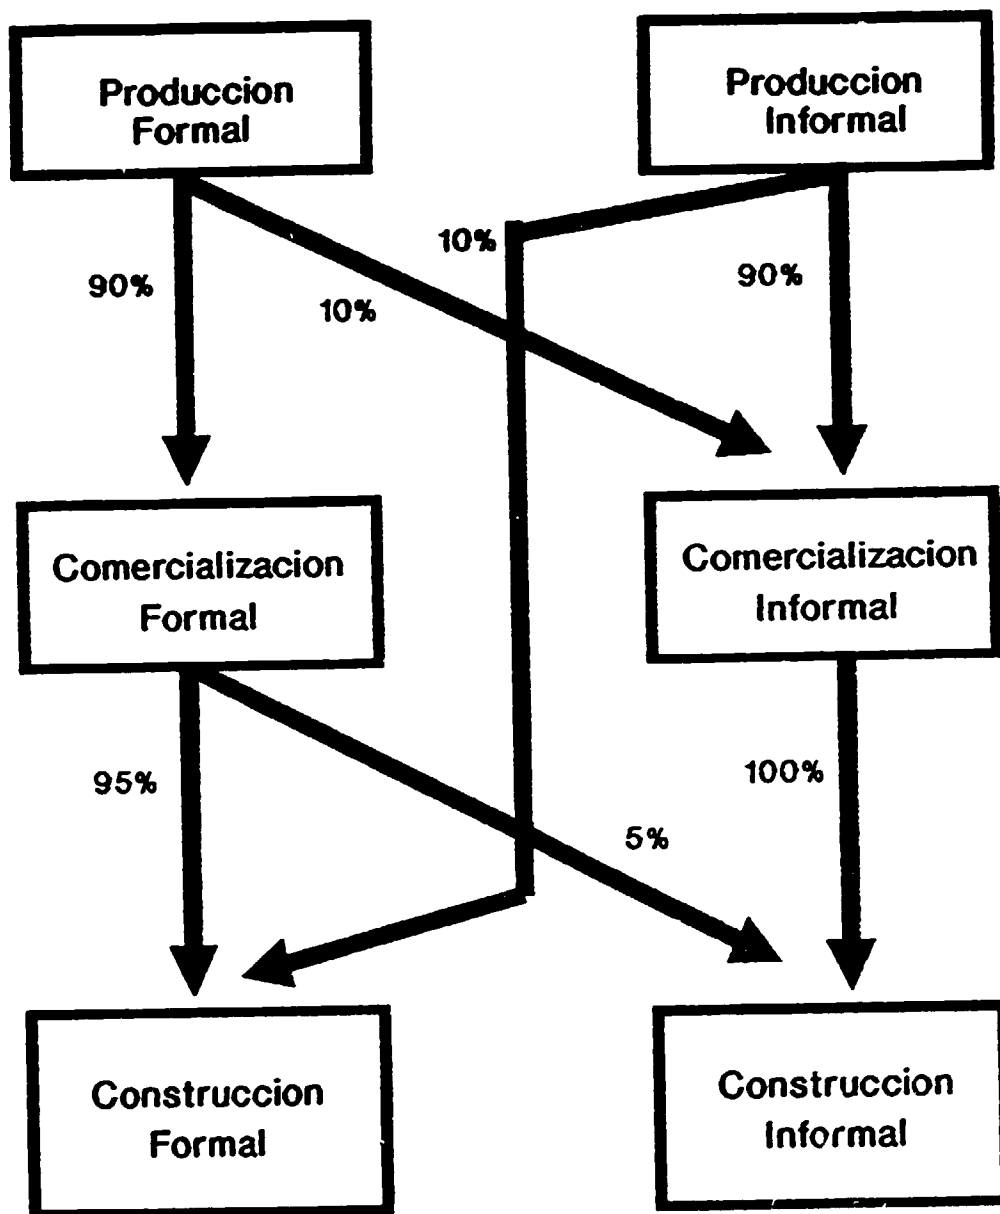 Produccion
Formal
Produccion
Informal
90%
10%
10%
90%
Comercializacion
Formal
Comercializacion
Informal
95%
5%
100%
Construccion
Formal
Construccion
Informal